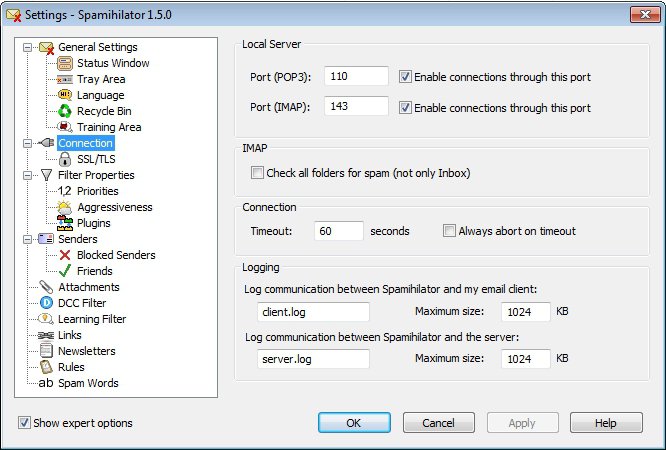 Settings - Spamihilator 1.5.0
General Settings
Status Window
Tray Area
Language
Recycle Bin
Training Area
Connection
SSL/TLS
Filter Properties
1,2 Priorities
Aggressiveness
Plugins
Senders
Blocked Senders
Friends
Attachments
D DCC Filter
Learning Filter
Links
Newsletters
Rules
ab Spam Words
Local Server
Port (POP3): 110 Enable connections through this port
Port (IMAP): 143 Enable connections through this port
IMAP
Check all folders for spam (not only Inbox)
Connection
Timeout: 60 seconds Always abort on timeout
Logging
Log communication between Spamihilator and my email client:
client.log Maximum size: 1024 KB
Log communication between Spamihilator and the server:
server.log Maximum size: 1024 KB
Show expert options OK Cancel Apply Help